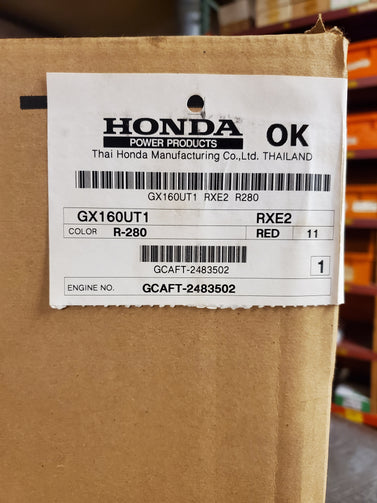 HONDA OK
POWER PRODUCTS
Thai Honda Manufacturing Co.,Ltd. THAILAND
GX160UT1 RXE2 R280
GX160UT1 RXE2
COLOR R-280 RED 11
GCAFT-2483502
1
ENGINE NO. GCAFT-2483502